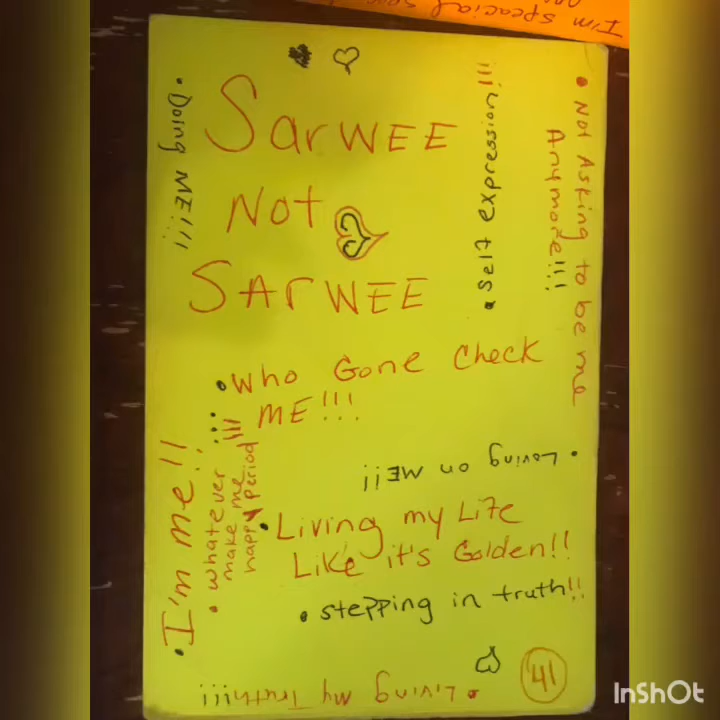 I'm speacial
SarWEE
NOT
SArWEE
• Doing ME!!!!
• Self expression!!!
• NOT Asking to be me
Anymore!!!!
• Who Gone Check
ME!!!
• I'm me!!
• whatever ...
make me !!!
happy period
• Loving on ME!!
• Living my Life
Like it's Golden!!
• stepping in truth!!
• Living My Truth!!!!
41
InShOt